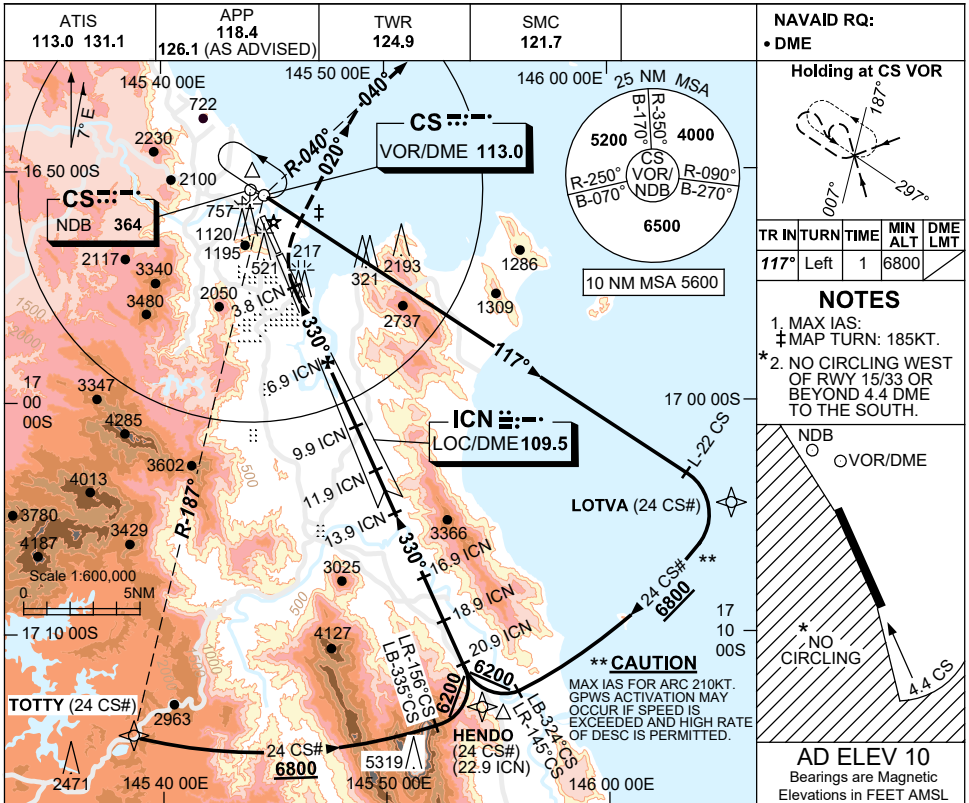 ATIS
113.0 131.1
APP
118.4
126.1 (AS ADVISED)
TWR
124.9
SMC
121.7
NAVAID RQ:
• DME
145 40 00E
145 50 00E
146 00 00E
7° E
722
2230
2100
16 50 00S
CS
VOR/DME 113.0
R-040°
020°
-040°
CS
NDB 364
757
1120
1195
521
217
‡
2117
3340
3480
2050
321
2193
2737
1286
1309
25 NM MSA
R-350°
B-170°
5200
4000
CS
VOR/
NDB
R-250°
B-070°
R-090°
B-270°
6500
10 NM MSA 5600
Holding at CS VOR
187°
007°
297°
TR IN
TURN
TIME
MIN
ALT
DME
LMT
117°
Left
1
6800
NOTES
1. MAX IAS:
‡ MAP TURN: 185KT.
*2. NO CIRCLING WEST
OF RWY 15/33 OR
BEYOND 4.4 DME
TO THE SOUTH.
1500
3.8 ICN
330°
6.9 ICN
117°
17
00
00S
17 00 00S
3347
4285
4013
3602
3780
4187
3429
500
500
1000
R-187°
ICN
LOC/DME 109.5
9.9 ICN
11.9 ICN
13.9 ICN
330°
16.9 ICN
18.9 ICN
20.9 ICN
3366
3025
4127
L-22 CS
LOTVA (24 CS#)
24 CS#
**
6800
Scale 1:600,000
0
5NM
17 10 00S
17
10
00S
NDB
VOR/DME
*
NO
CIRCLING
4.4 CS
**CAUTION
MAX IAS FOR ARC 210KT.
GPWS ACTIVATION MAY
OCCUR IF SPEED IS
EXCEEDED AND HIGH RATE
OF DESC IS PERMITTED.
LR-156°CS
LB-335°CS
6200
6200
LB-324°CS
LR-145°CS
TOTTY (24 CS#)
2963
2471
24 CS#
6800
5319
HENDO
(24 CS#)
(22.9 ICN)
145 40 00E
145 50 00E
146 00 00E
AD ELEV 10
Bearings are Magnetic
Elevations in FEET AMSL